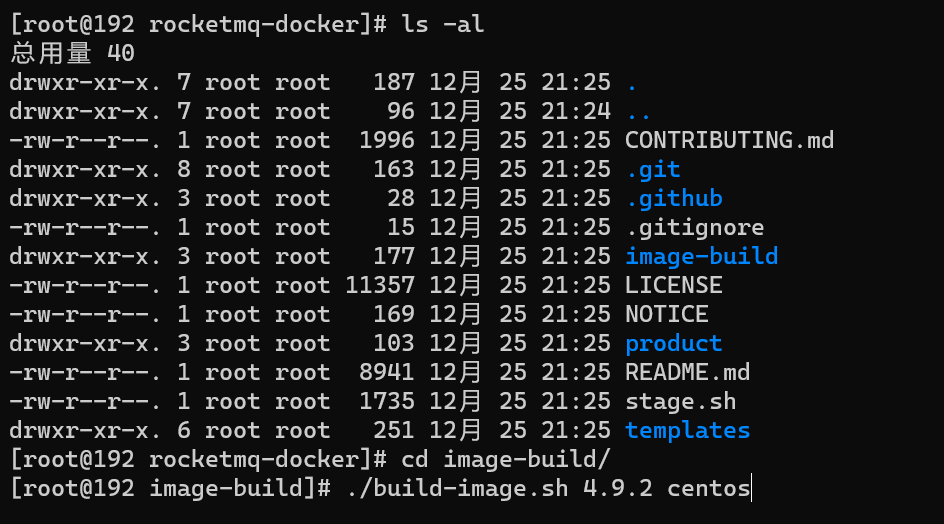 [root@192 rocketmq-docker]# ls -al
总用量 40
drwxr-xr-x. 7 root root   187 12月 25 21:25 .
drwxr-xr-x. 7 root root    96 12月 25 21:24 ..
-rw-r--r--. 1 root root  1996 12月 25 21:25 CONTRIBUTING.md
drwxr-xr-x. 8 root root   163 12月 25 21:25 .git
drwxr-xr-x. 3 root root    28 12月 25 21:25 .github
-rw-r--r--. 1 root root    15 12月 25 21:25 .gitignore
drwxr-xr-x. 3 root root   177 12月 25 21:25 image-build
-rw-r--r--. 1 root root 11357 12月 25 21:25 LICENSE
-rw-r--r--. 1 root root   169 12月 25 21:25 NOTICE
drwxr-xr-x. 3 root root   103 12月 25 21:25 product
-rw-r--r--. 1 root root  8941 12月 25 21:25 README.md
-rw-r--r--. 1 root root  1735 12月 25 21:25 stage.sh
drwxr-xr-x. 6 root root   251 12月 25 21:25 templates
[root@192 rocketmq-docker]# cd image-build/
[root@192 image-build]# ./build-image.sh 4.9.2 centos